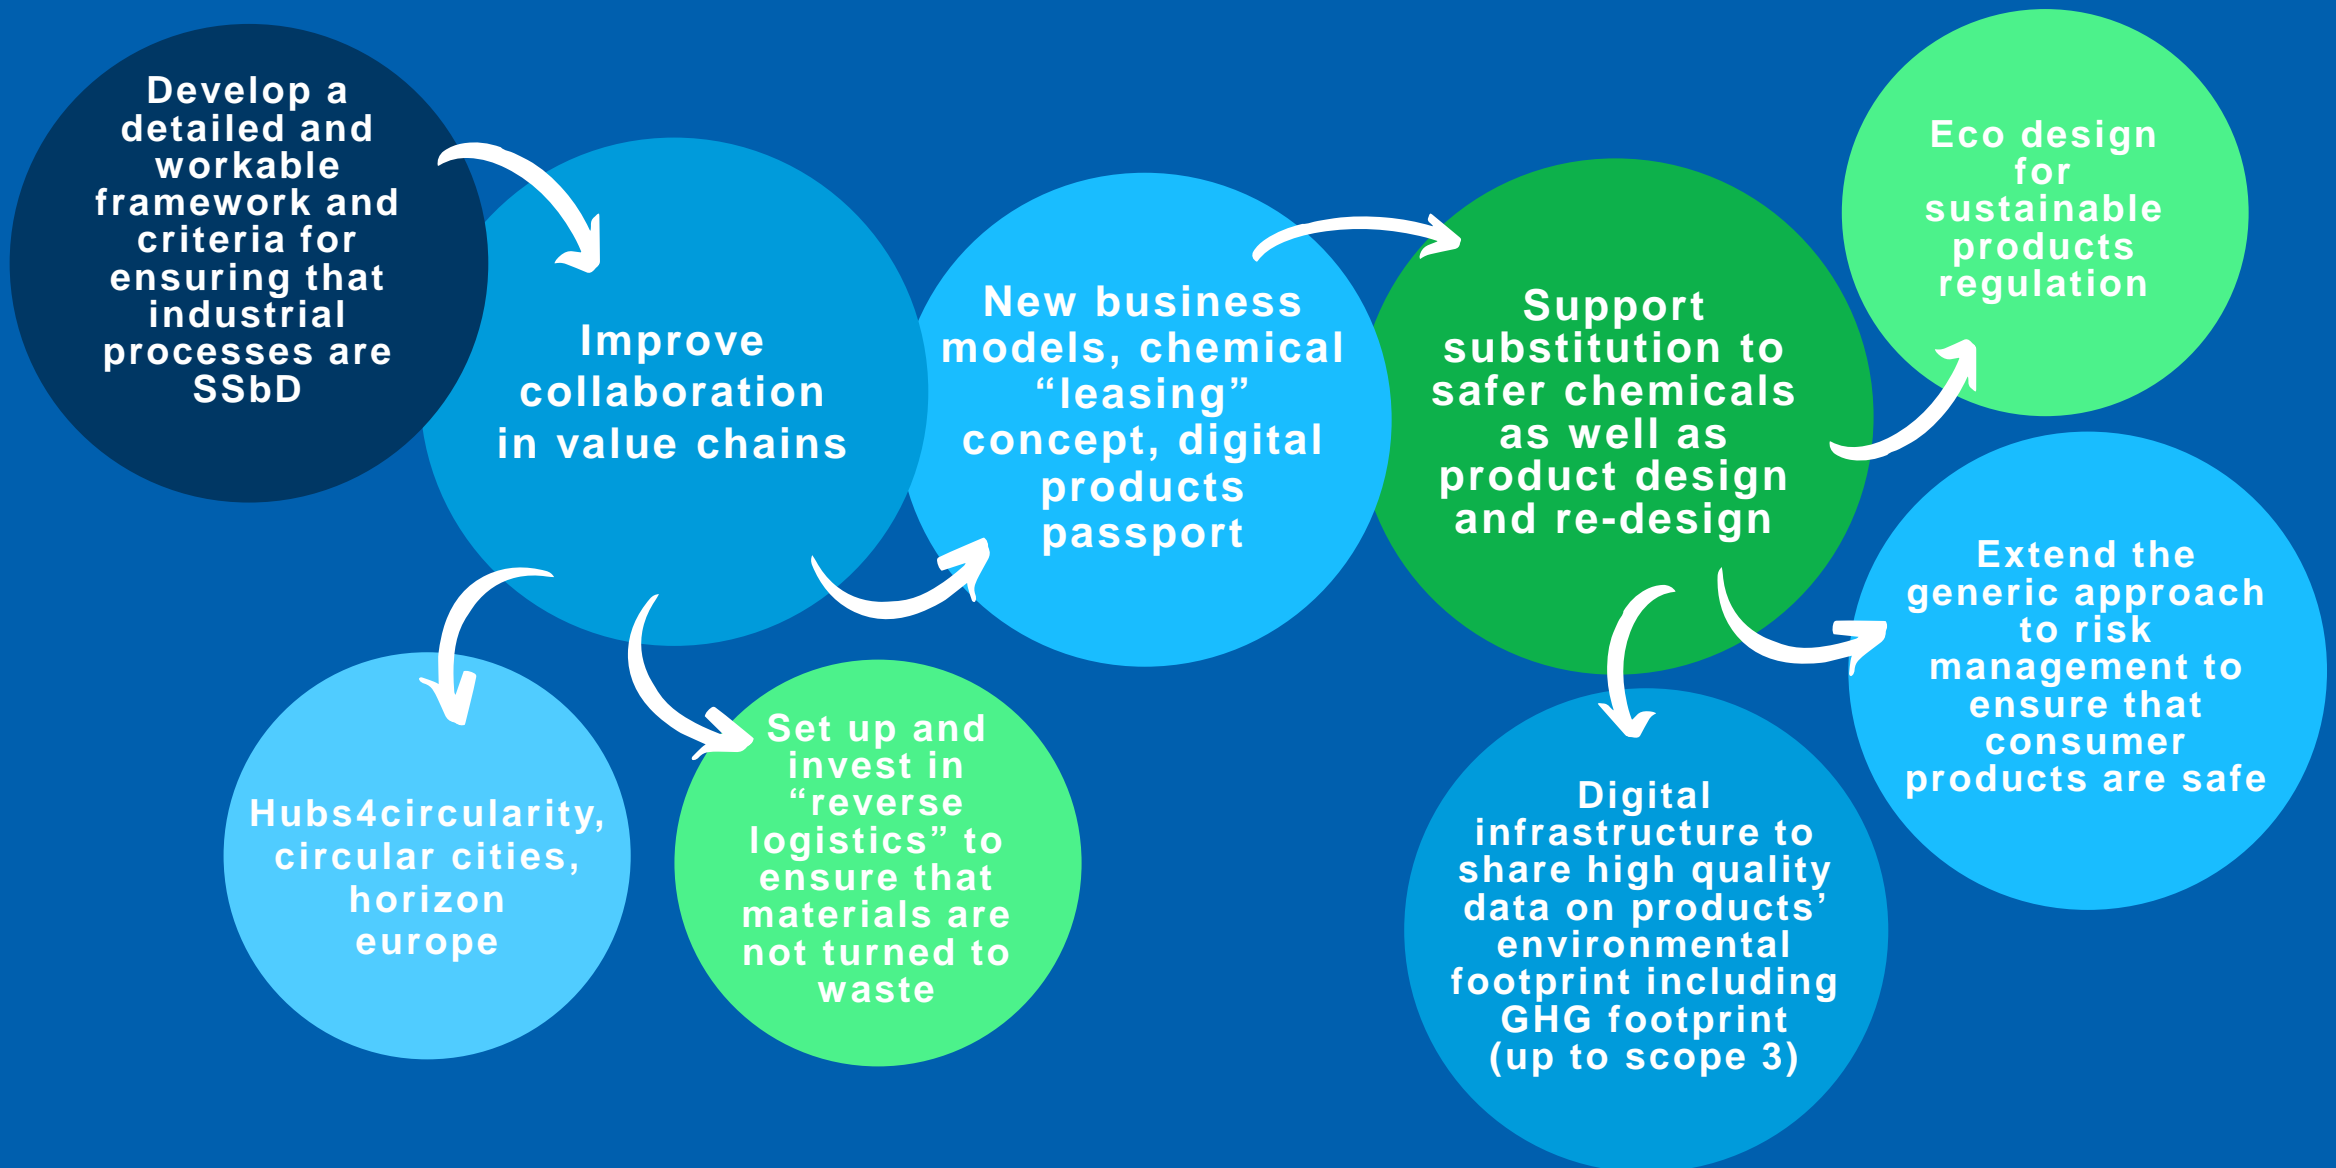 Develop a
detailed and
workable
framework and
criteria for
ensuring that
industrial
processes are
SSbD
Improve
collaboration
in value chains
New business
models, chemical
“leasing”
concept, digital
products
passport
Support
substitution to
safer chemicals
as well as
product design
and re-design
Eco design
for
sustainable
products
regulation
Extend the
generic approach
to risk
management to
ensure that
consumer
products are safe
Hubs4circularity,
circular cities,
horizon
europe
Set up and
invest in
“reverse
logistics” to
ensure that
materials are
not turned to
waste
Digital
infrastructure to
share high quality
data on products’
environmental
footprint including
GHG footprint
(up to scope 3)